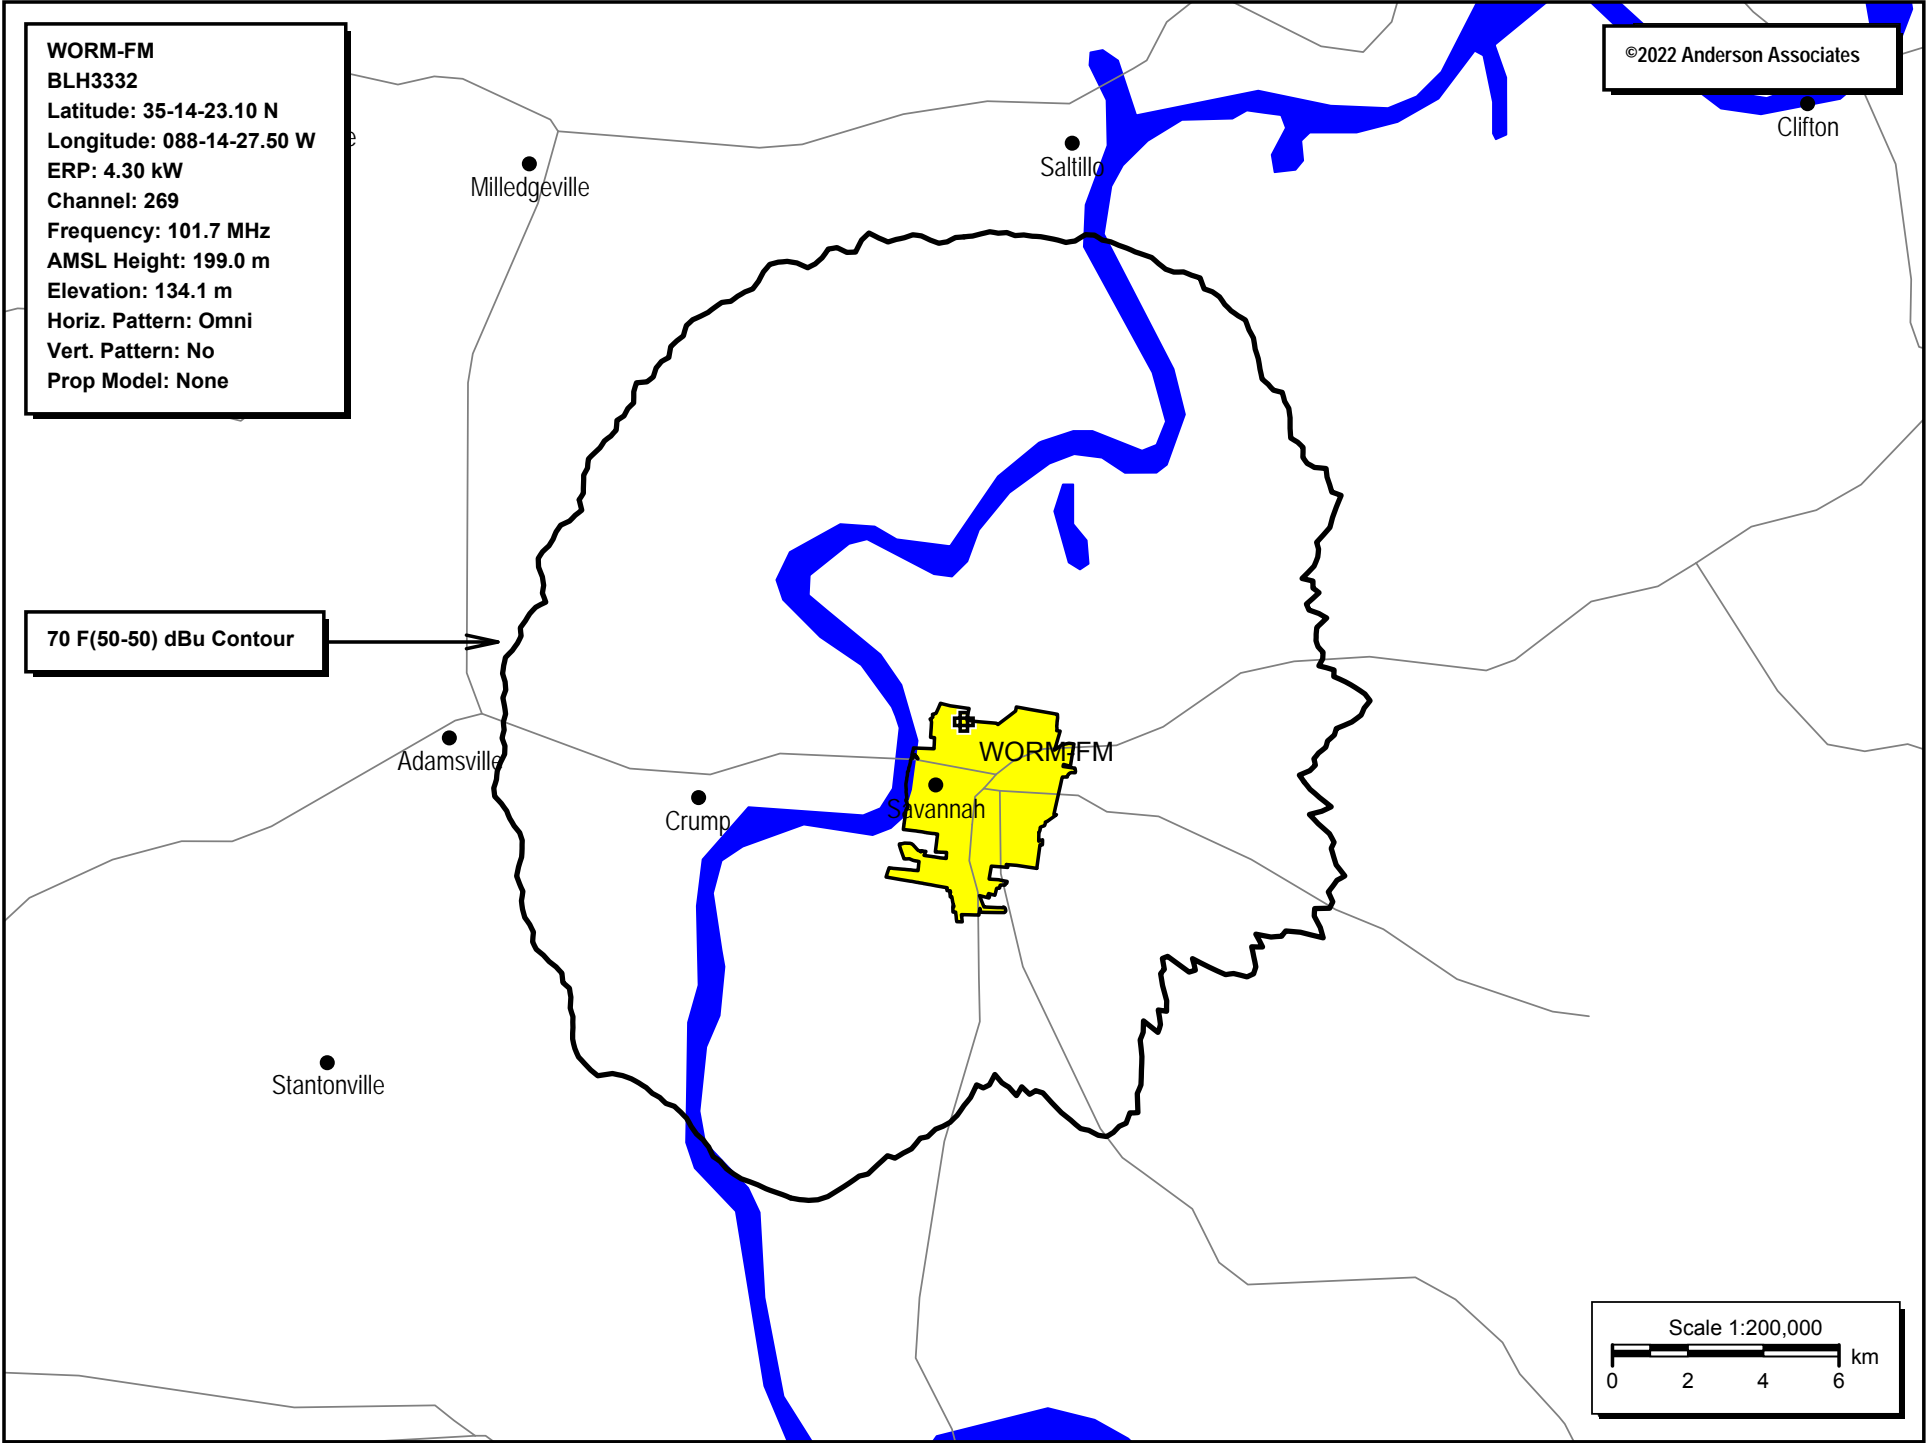 WORM-FM
BLH3332
Latitude: 35-14-23.10 N
Longitude: 088-14-27.50 W
ERP: 4.30 kW
Channel: 269
Frequency: 101.7 MHz
AMSL Height: 199.0 m
Elevation: 134.1 m
Horiz. Pattern: Omni
Vert. Pattern: No
Prop Model: None
©2022 Anderson Associates
Clifton
Saltillo
Milledgeville
70 F(50-50) dBu Contour
WORM-FM
Adamsville
Savannah
Crump
Stantonville
Scale 1:200,000
km
0 2 4 6